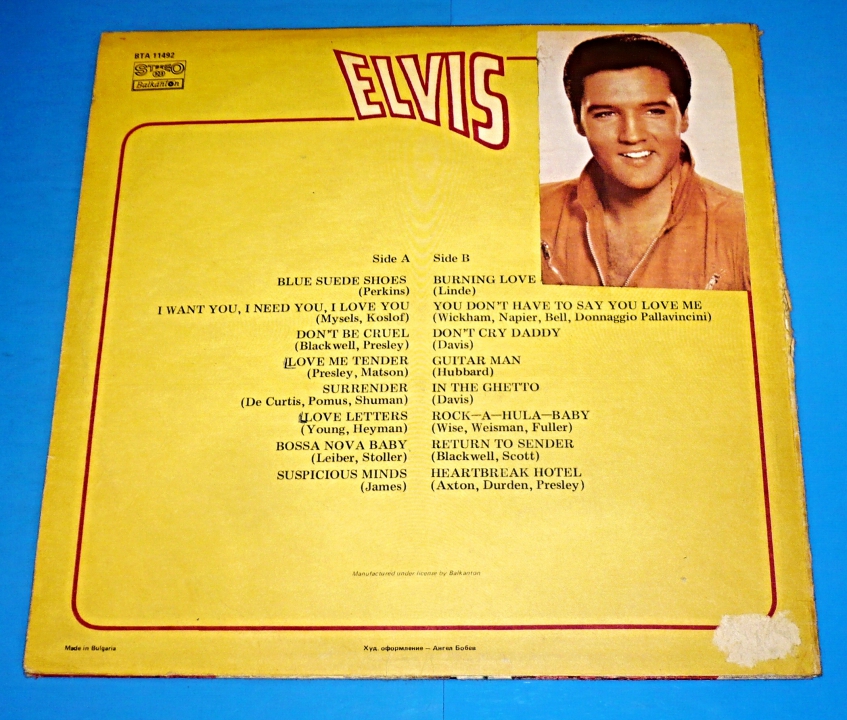 BTA 11492
STEREO
Balkanton
ELVIS
Side A
BLUE SUEDE SHOES
(Perkins)
I WANT YOU, I NEED YOU, I LOVE YOU
(Mysels, Koslof)
DON'T BE CRUEL
(Blackwell, Presley)
LOVE ME TENDER
(Presley, Matson)
SURRENDER
(De Curtis, Pomus, Shuman)
LOVE LETTERS
(Young, Heyman)
BOSSA NOVA BABY
(Leiber, Stoller)
SUSPICIOUS MINDS
(James)
Side B
BURNING LOVE
(Linde)
YOU DON'T HAVE TO SAY YOU LOVE ME
(Wickham, Napier, Bell, Donnaggio Pallavincini)
DON'T CRY DADDY
(Davis)
GUITAR MAN
(Hubbard)
IN THE GHETTO
(Davis)
ROCK—A—HULA—BABY
(Wise, Weisman, Fuller)
RETURN TO SENDER
(Blackwell, Scott)
HEARTBREAK HOTEL
(Axton, Durden, Presley)
Manufactured under license by Balkanton
Made in Bulgaria
Худ. оформление — Ангел Бобев